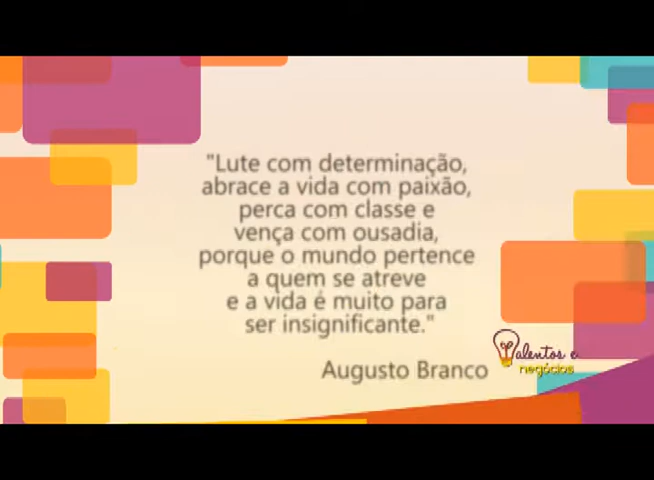 "Lute com determinação,
abrace a vida com paixão,
perca com classe e
vença com ousadia,
porque o mundo pertence
a quem se atreve
e a vida é muito para
ser insignificante."
Augusto Branco
Talentos e
negócios